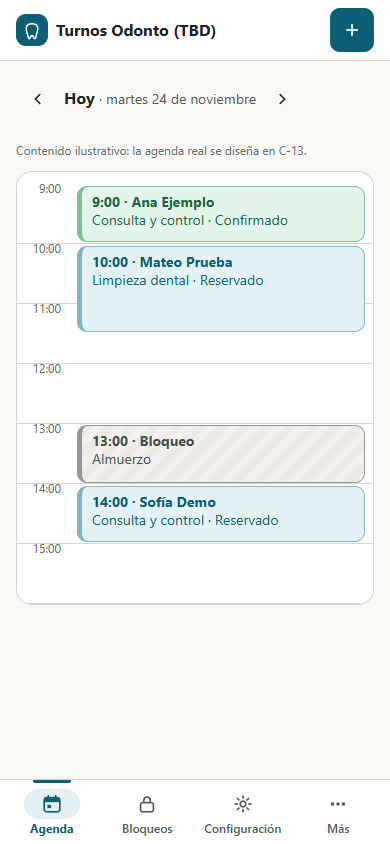 Turnos Odonto (TBD)
Hoy · martes 24 de noviembre
Contenido ilustrativo: la agenda real se diseña en C-13.
9:00
9:00 · Ana Ejemplo
Consulta y control · Confirmado
10:00
10:00 · Mateo Prueba
Limpieza dental · Reservado
11:00
12:00
13:00
13:00 · Bloqueo
Almuerzo
14:00
14:00 · Sofía Demo
Consulta y control · Reservado
15:00
Agenda
Bloqueos
Configuración
Más